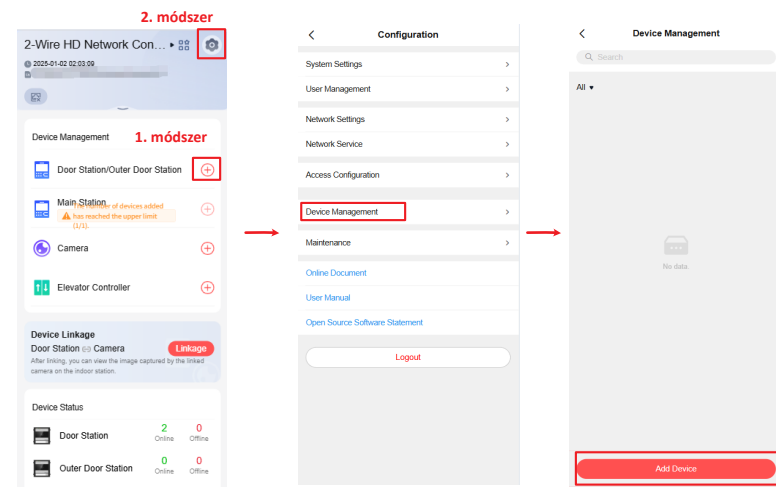 2. módszer
2-Wire HD Network Con...
2025-01-02 02:03:09
Device Management
1. módszer
Door Station/Outer Door Station
Main Station
The number of devices added
has reached the upper limit
(1/1).
Camera
Elevator Controller
Device Linkage
Door Station Camera
Linkage
After linking, you can view the image captured by the linked
camera on the indoor station.
Device Status
Door Station
2
0
Online
Offline
Outer Door Station
0
0
Online
Offline
Configuration
System Settings
User Management
Network Settings
Network Service
Access Configuration
Device Management
Maintenance
Online Document
User Manual
Open Source Software Statement
Logout
Device Management
Search
All
No data.
Add Device